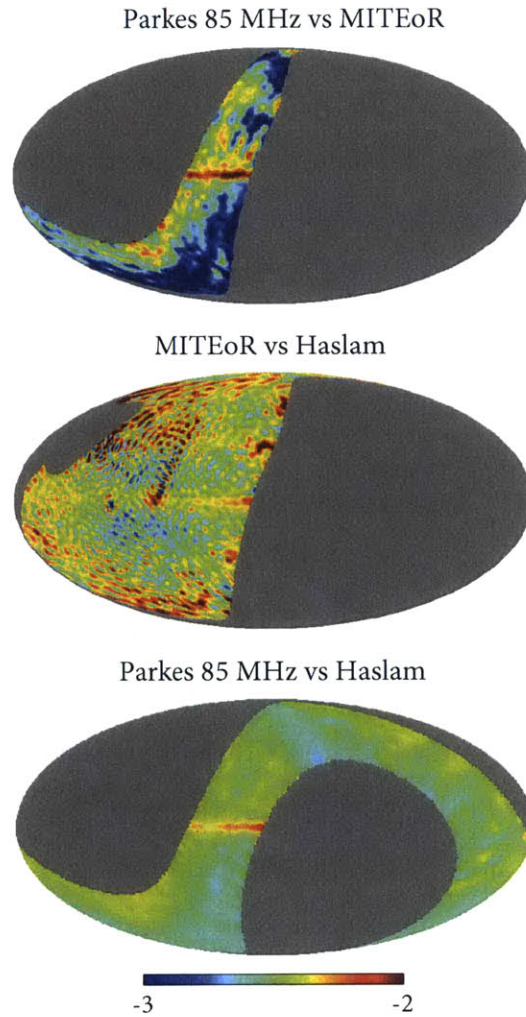 Parkes 85 MHz vs MITEoR
MITEoR vs Haslam
Parkes 85 MHz vs Haslam
-3 -2